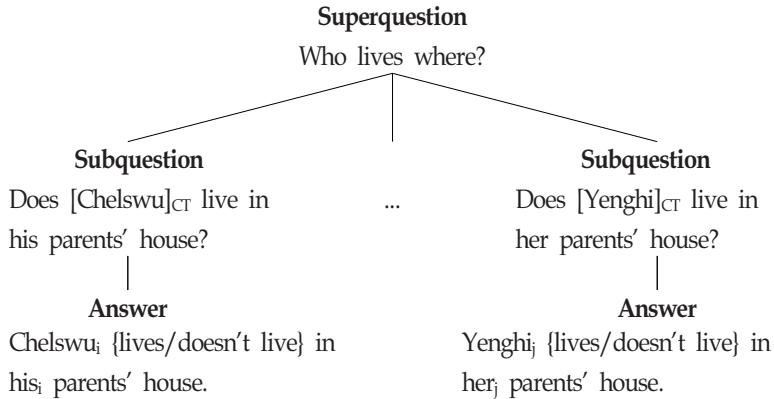 Superquestion
Who lives where?
Subquestion
Does [Chelswu]CT live in
his parents' house?
...
Subquestion
Does [Yenghi]CT live in
her parents' house?
Answer
Chelswui {lives/doesn't live} in
hisi parents' house.
Answer
Yenghij {lives/doesn't live} in
herj parents' house.